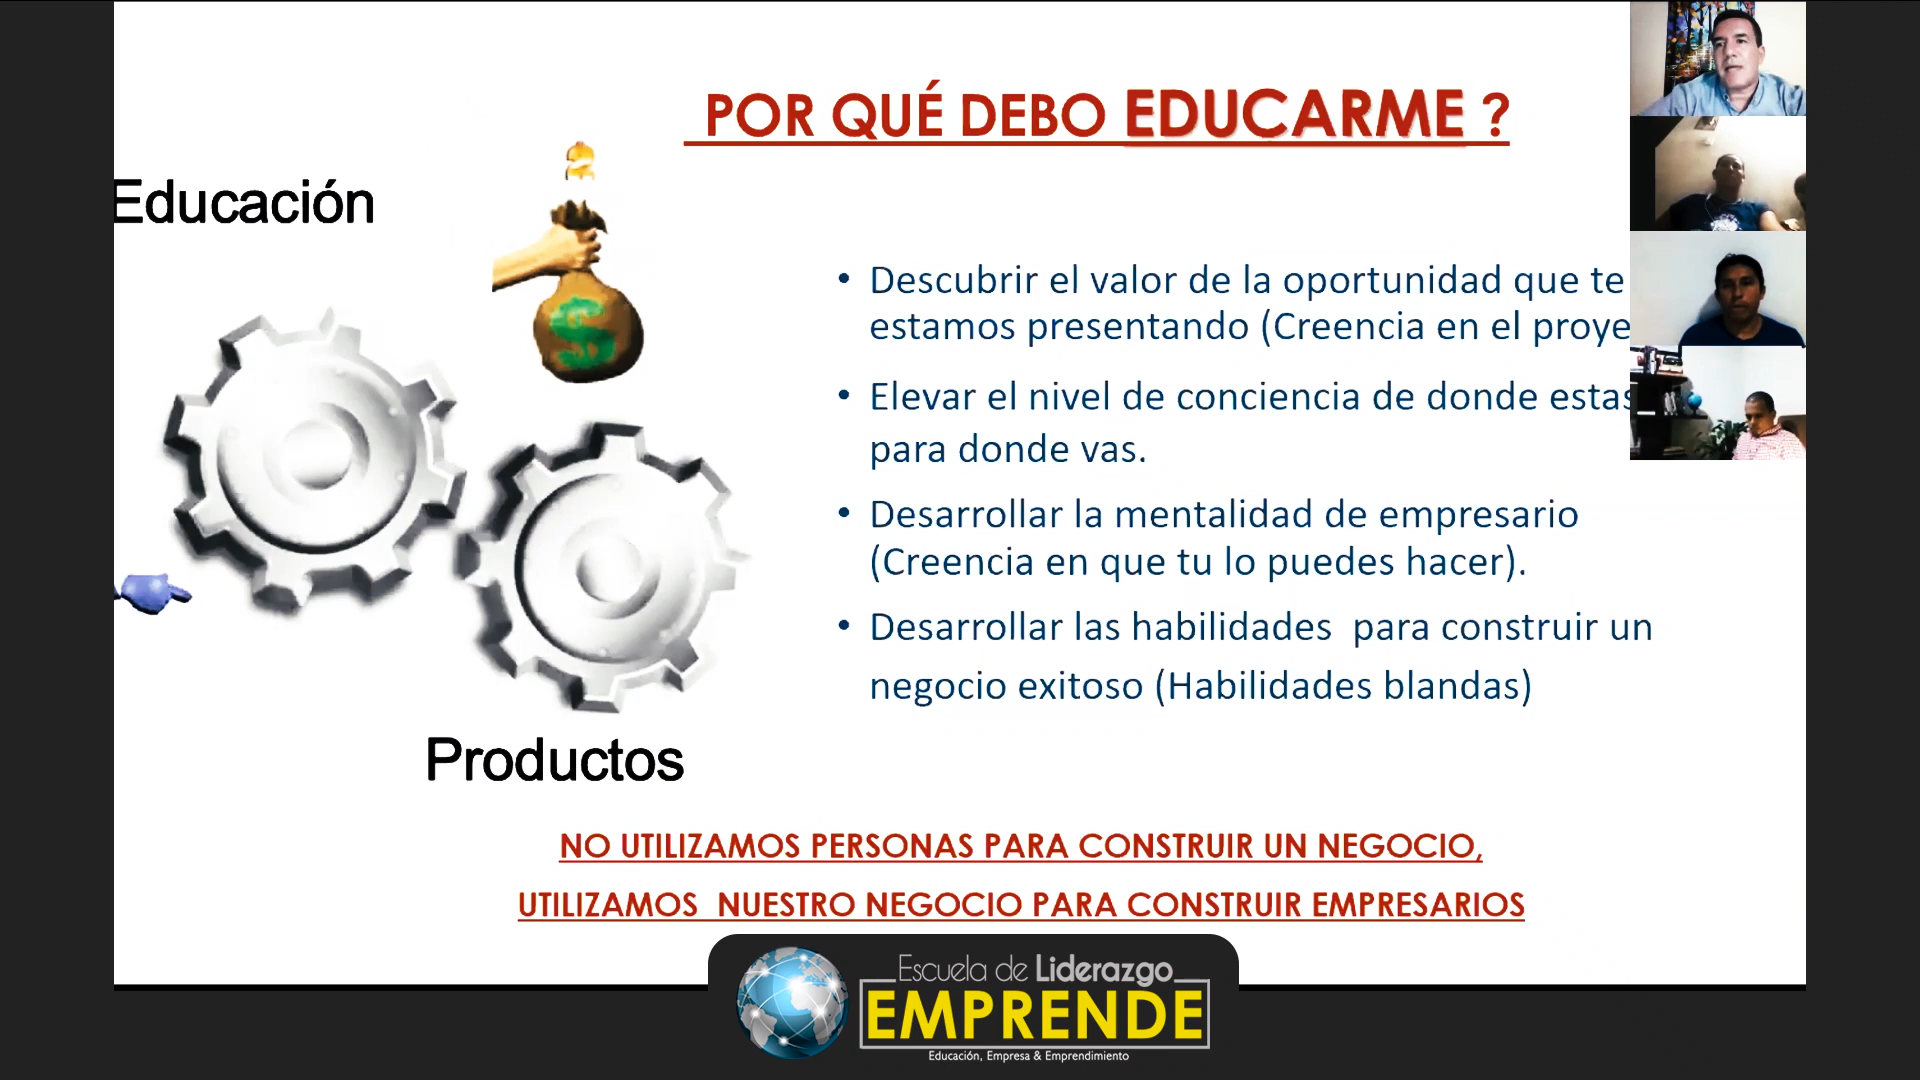 POR QUÉ DEBO EDUCARME ?
Educación
$
• Descubrir el valor de la oportunidad que te
estamos presentando (Creencia en el proye
• Elevar el nivel de conciencia de donde estas
para donde vas.
• Desarrollar la mentalidad de empresario
(Creencia en que tu lo puedes hacer).
• Desarrollar las habilidades para construir un
negocio exitoso (Habilidades blandas)
Productos
NO UTILIZAMOS PERSONAS PARA CONSTRUIR UN NEGOCIO,
UTILIZAMOS NUESTRO NEGOCIO PARA CONSTRUIR EMPRESARIOS
Escuela de Liderazgo
EMPRENDE
Educación, Empresa & Emprendimiento